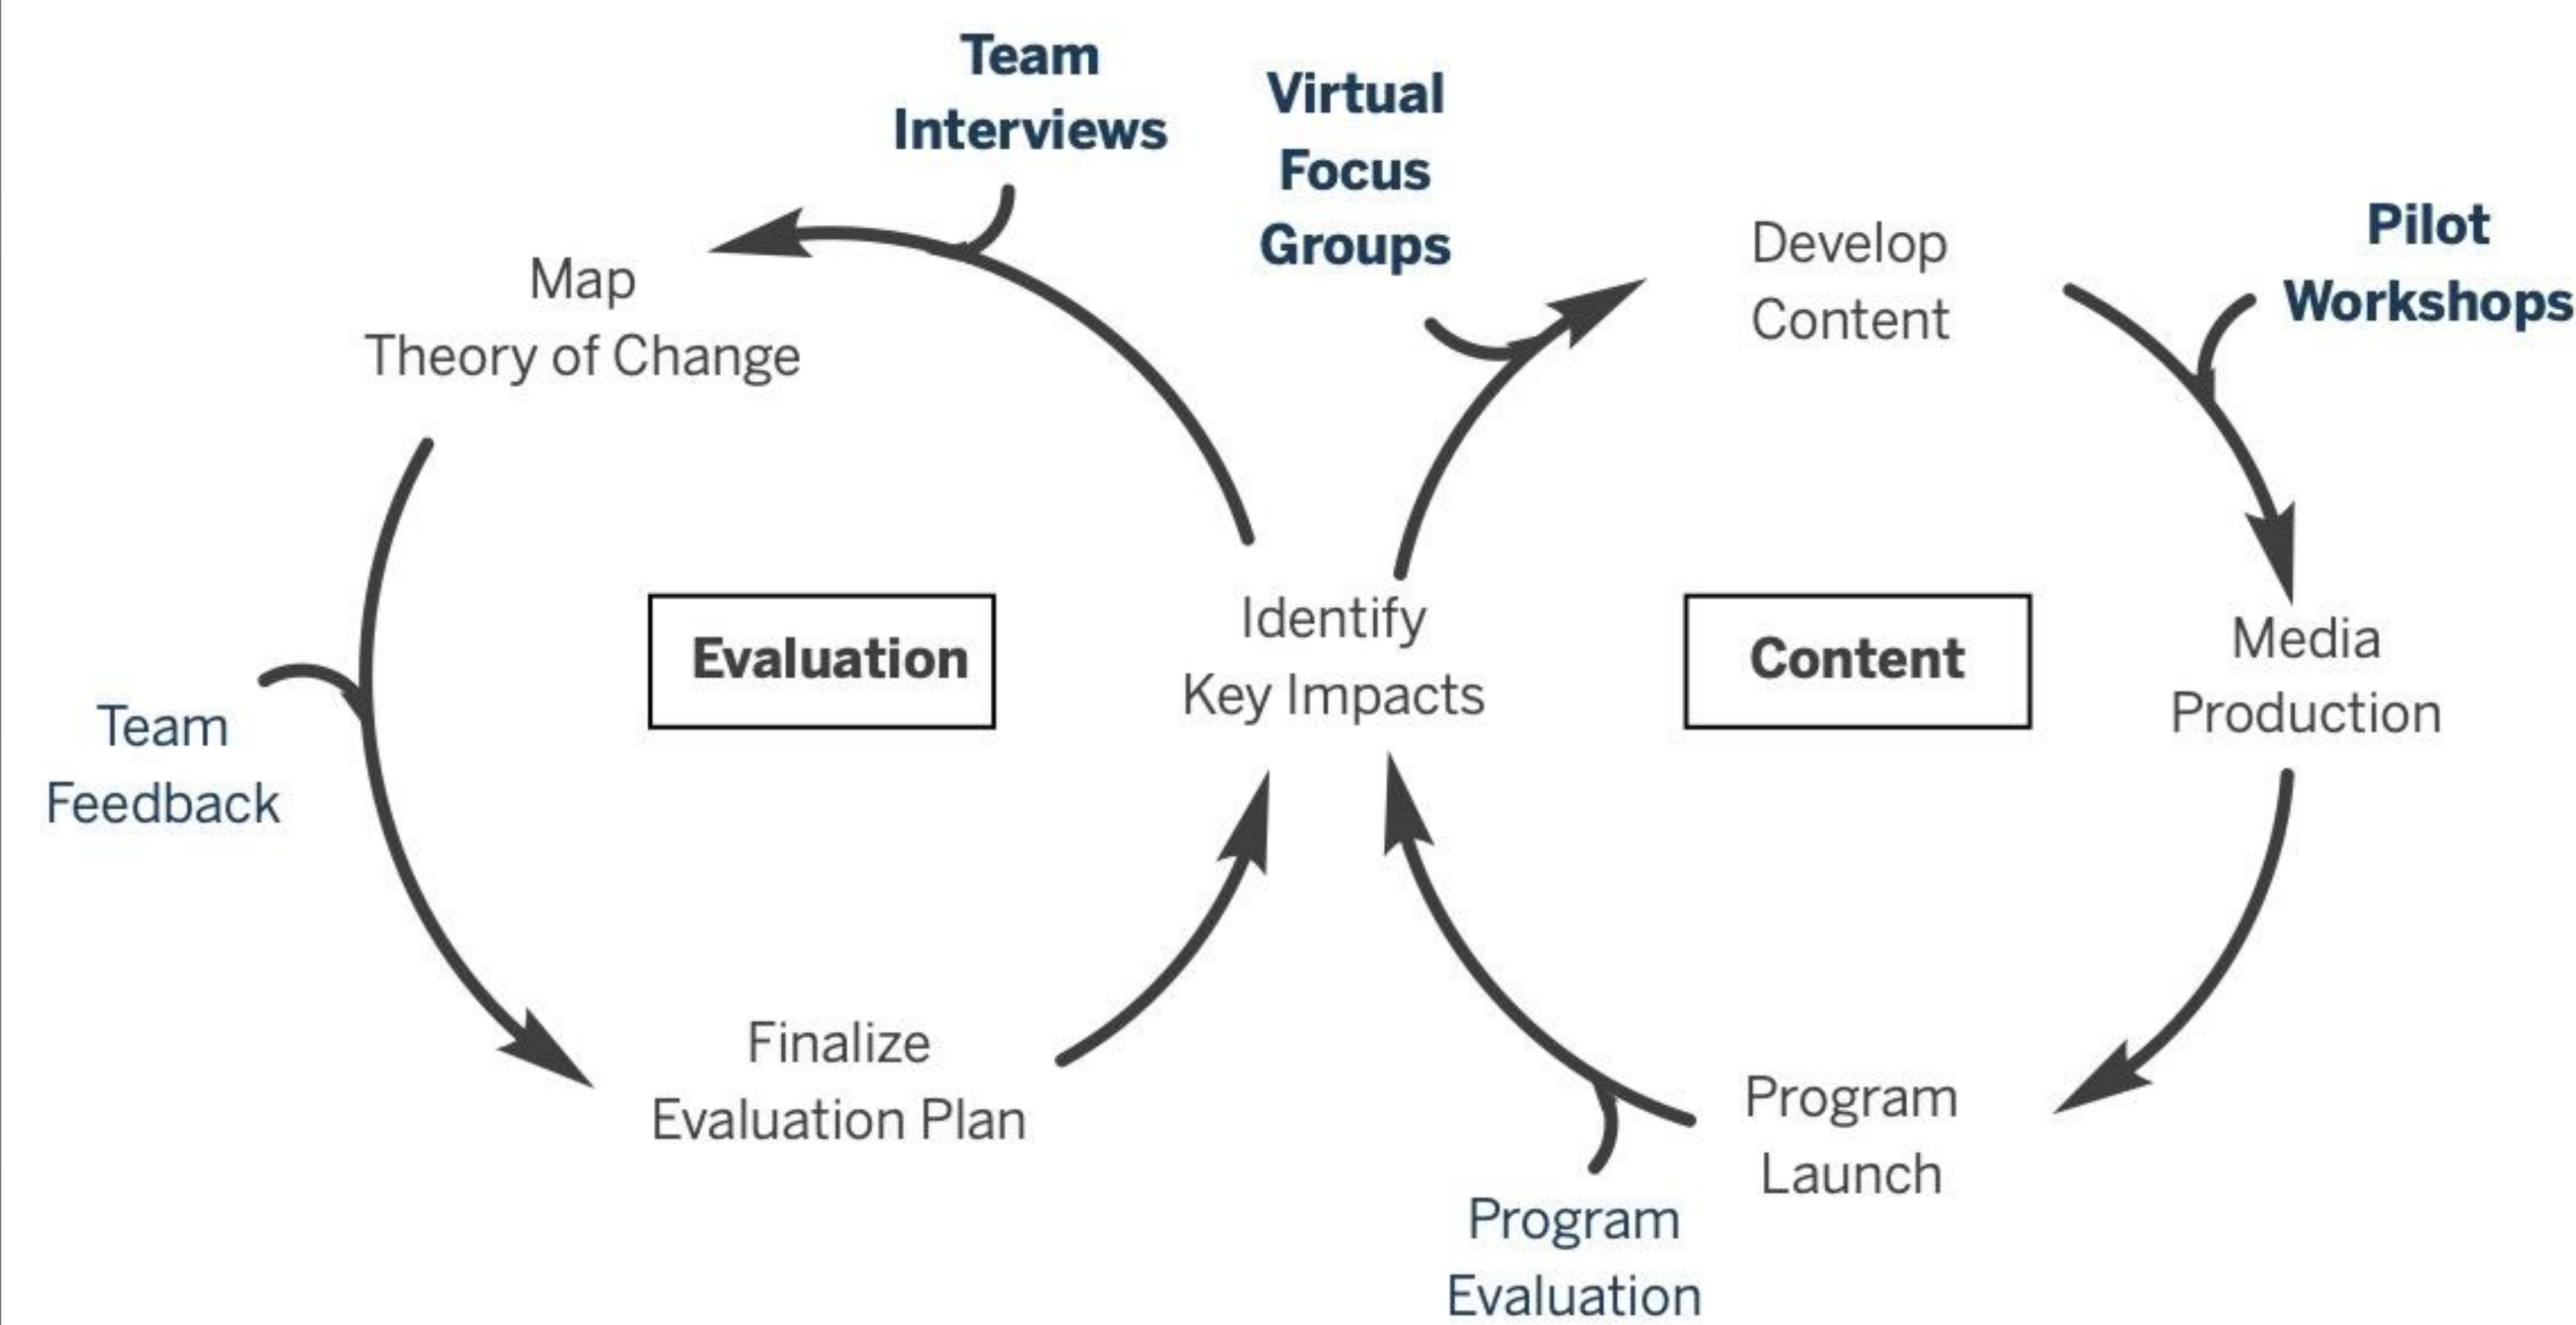 Team
Interviews
Virtual
Focus
Groups
Map
Theory of Change
Develop
Content
Pilot
Workshops
Evaluation
Identify
Key Impacts
Content
Media
Production
Team
Feedback
Finalize
Evaluation Plan
Program
Launch
Program
Evaluation